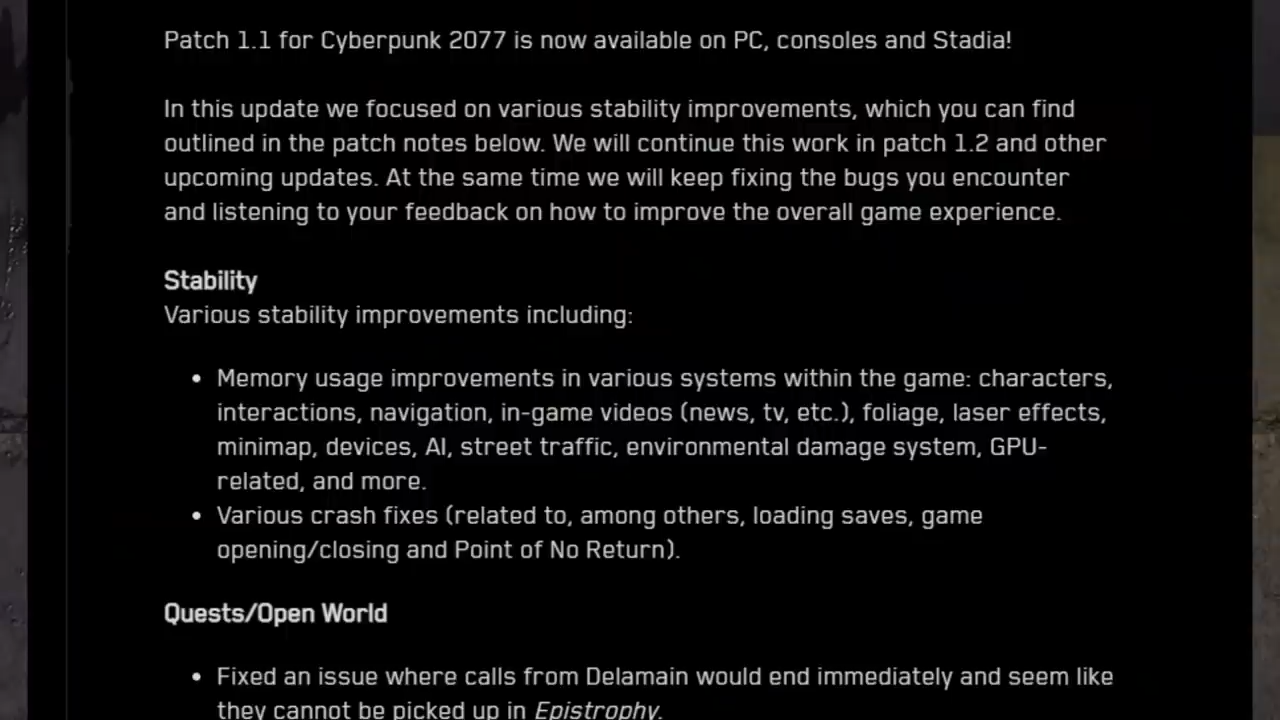 Patch 1.1 for Cyberpunk 2077 is now available on PC, consoles and Stadia!
In this update we focused on various stability improvements, which you can find
outlined in the patch notes below. We will continue this work in patch 1.2 and other
upcoming updates. At the same time we will keep fixing the bugs you encounter
and listening to your feedback on how to improve the overall game experience.
Stability
Various stability improvements including:
• Memory usage improvements in various systems within the game: characters,
interactions, navigation, in-game videos (news, tv, etc.), foliage, laser effects,
minimap, devices, AI, street traffic, environmental damage system, GPU-
related, and more.
• Various crash fixes (related to, among others, loading saves, game
opening/closing and Point of No Return).
Quests/Open World
• Fixed an issue where calls from Delamain would end immediately and seem like
they cannot be picked up in Epistrophy.